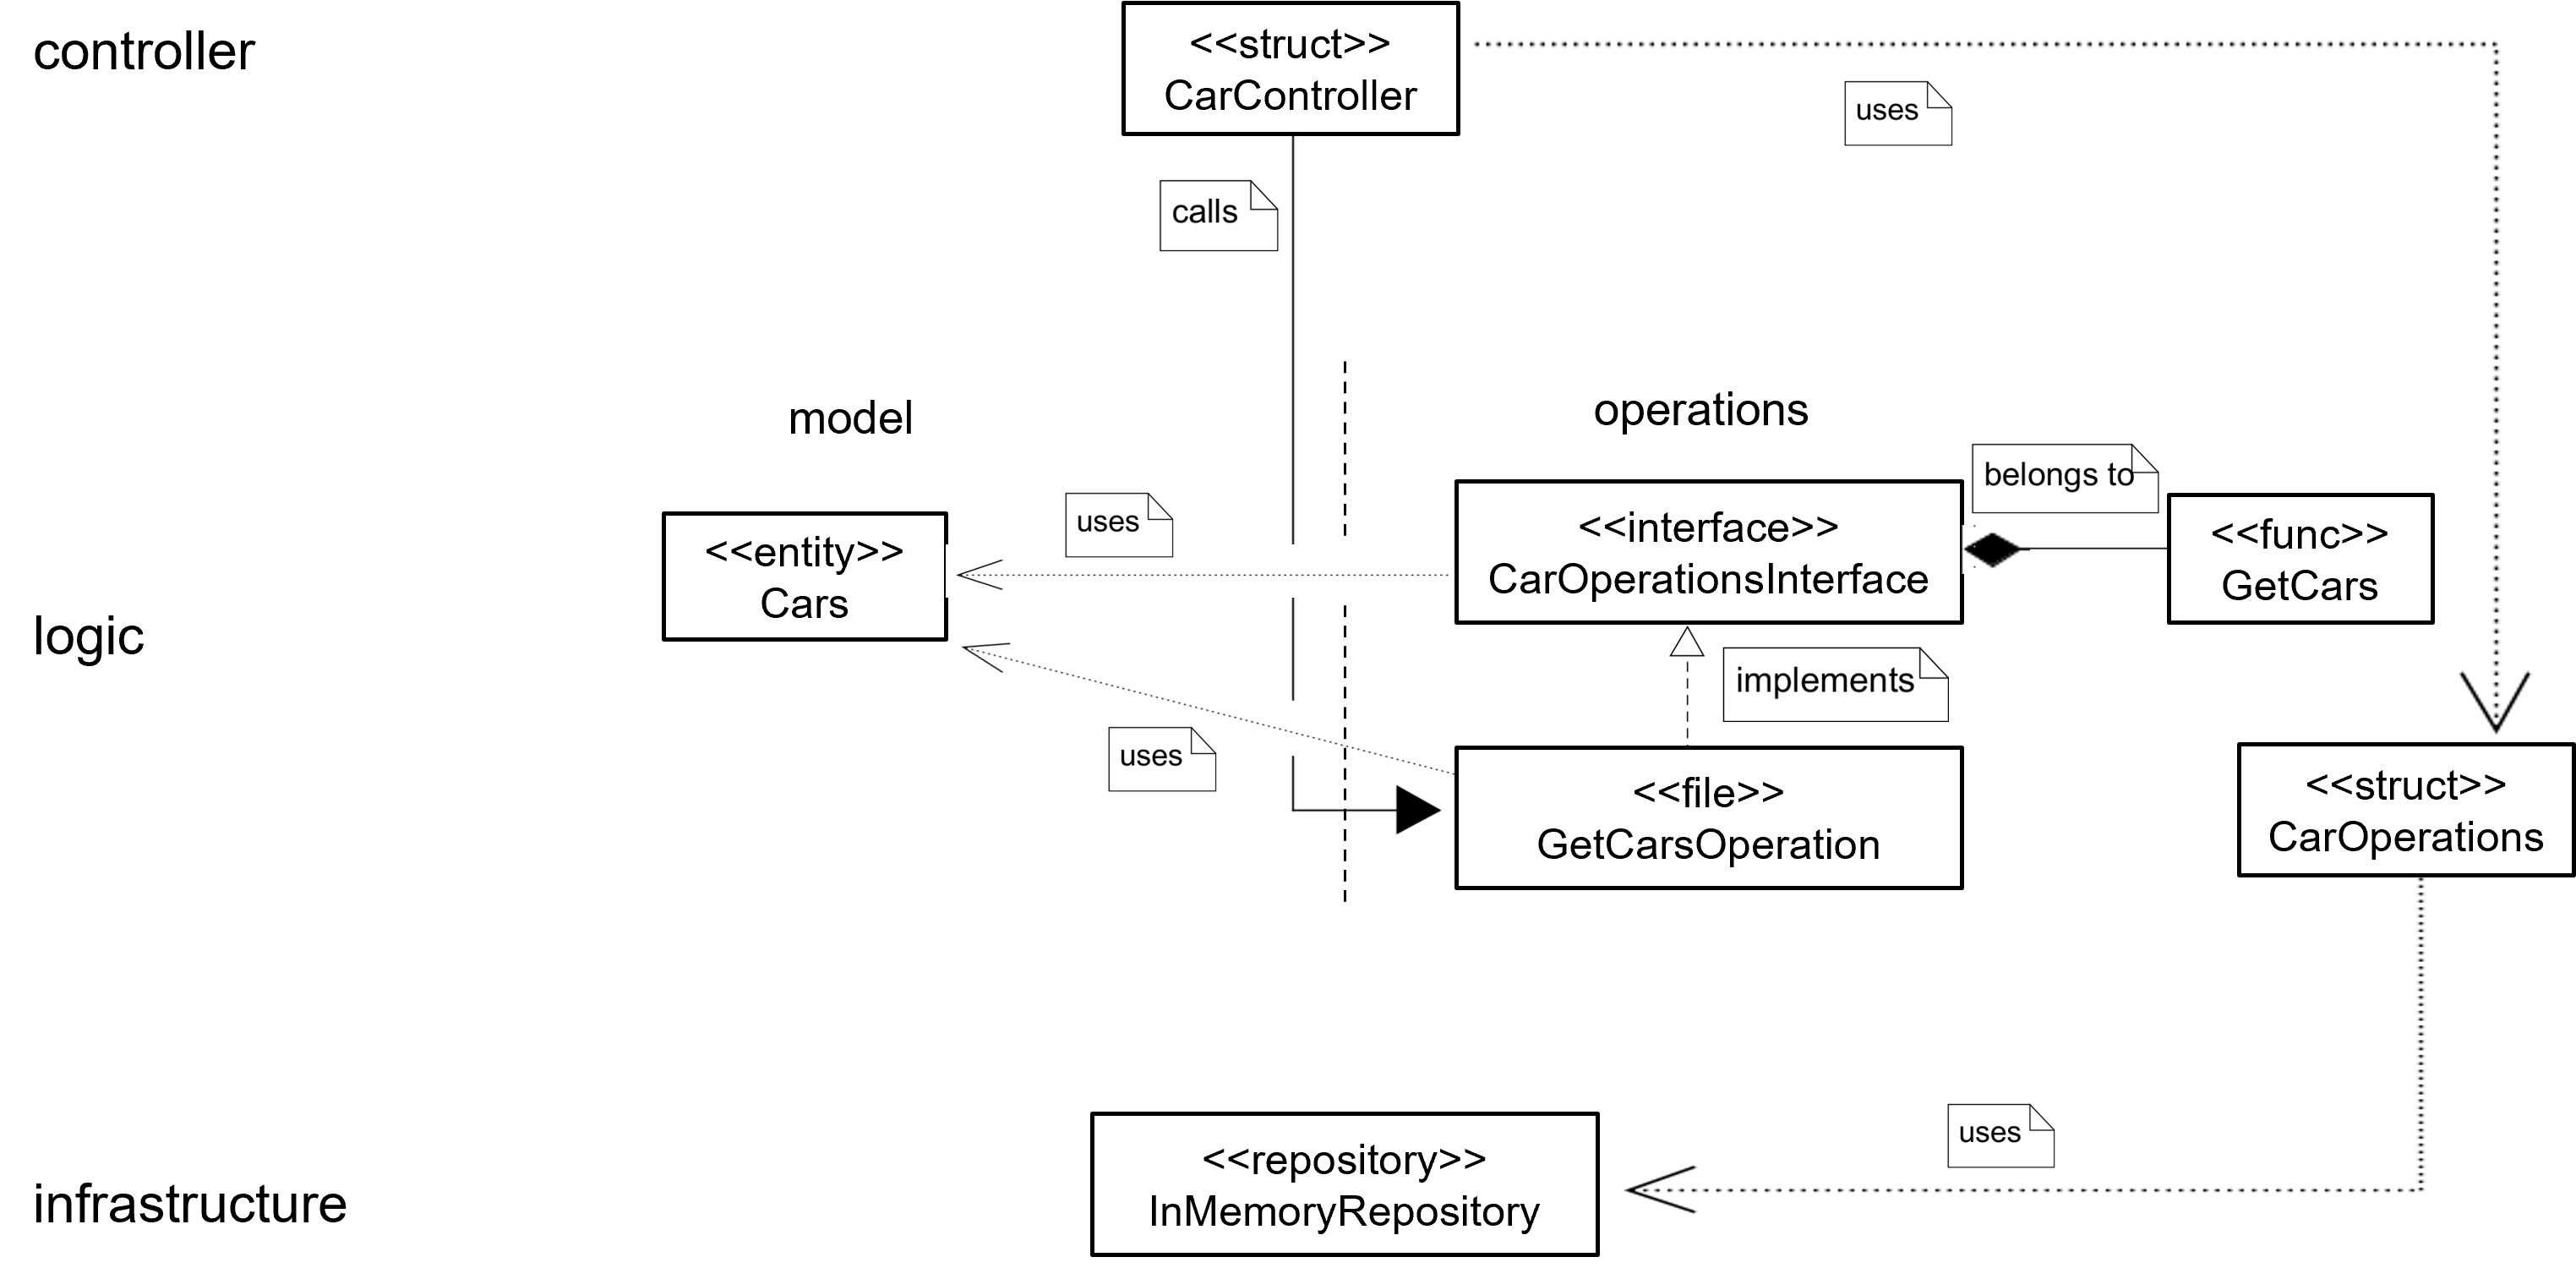 controller
<<struct>>
CarController
uses
calls
model
operations
belongs to
uses
<<entity>>
Cars
<<interface>>
CarOperationsInterface
<<func>>
GetCars
logic
implements
uses
<<file>>
GetCarsOperation
<<struct>>
CarOperations
uses
<<repository>>
InMemoryRepository
infrastructure